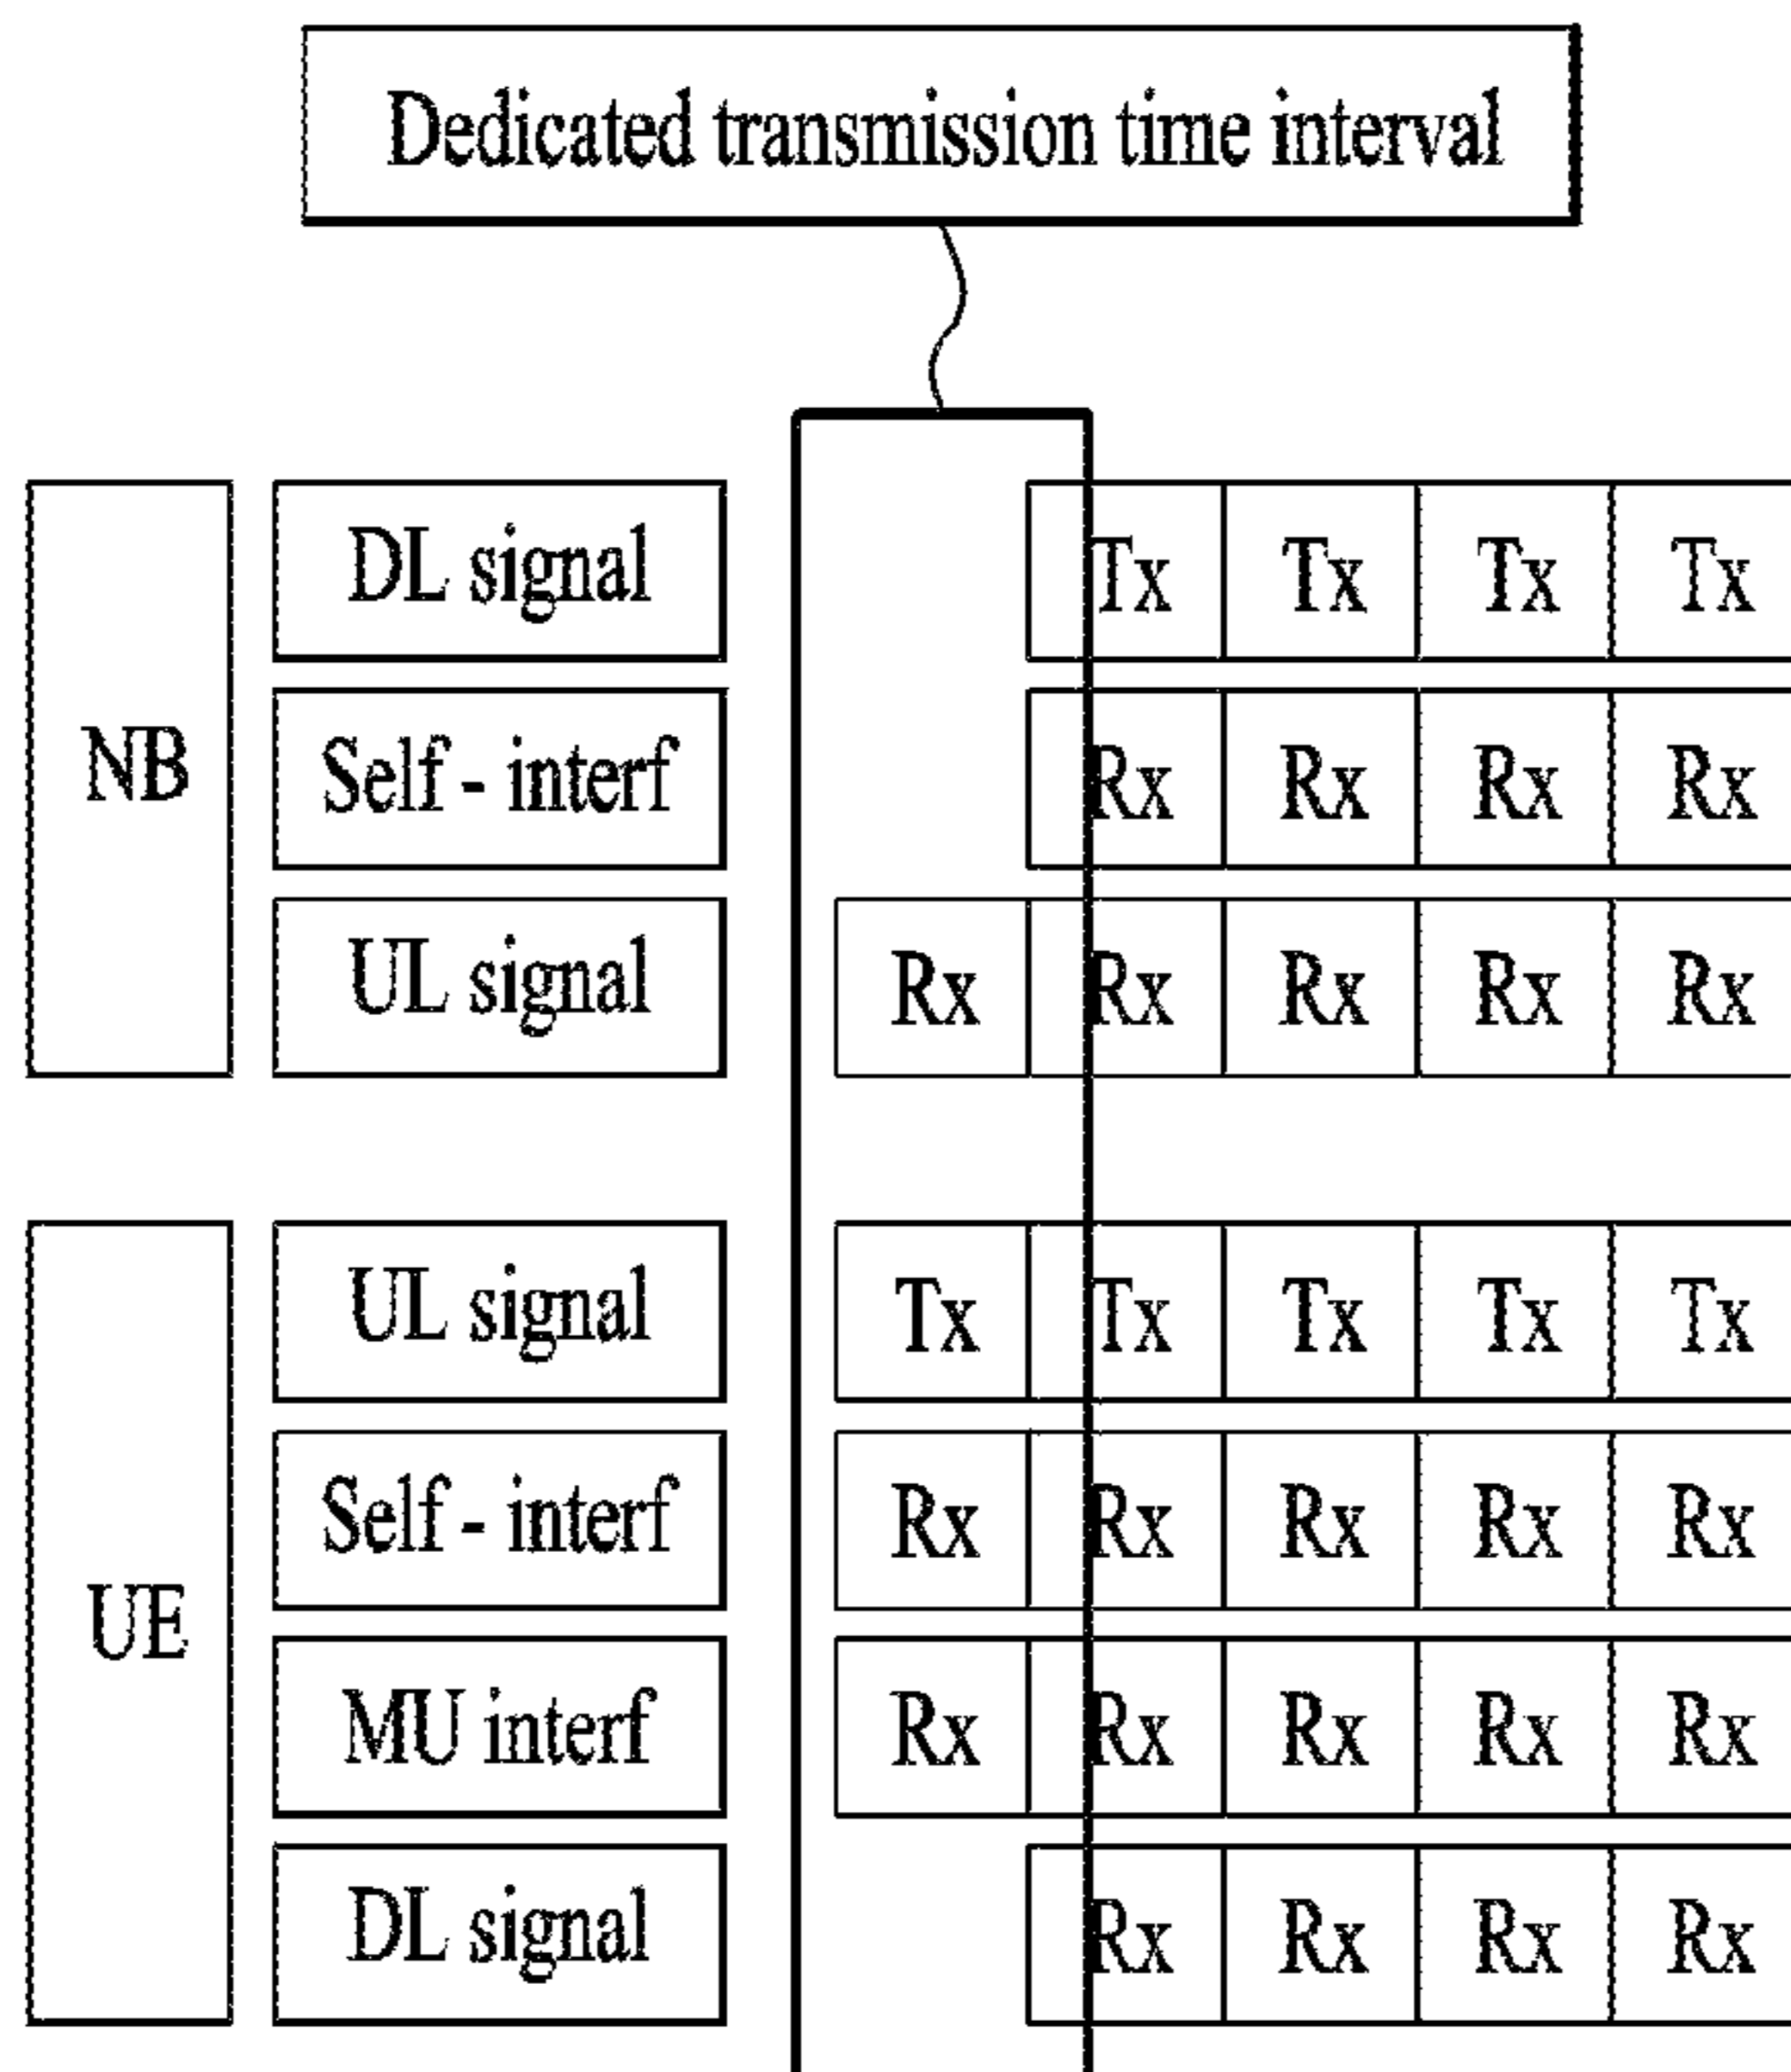 Dedicated transmission time interval
NB
DL signal Tx Tx Tx Tx
Self - interf Rx Rx Rx Rx
UL signal Rx Rx Rx Rx Rx
UE
UL signal Tx Tx Tx Tx Tx
Self - interf Rx Rx Rx Rx Rx
MU interf Rx Rx Rx Rx Rx
DL signal Rx Rx Rx Rx